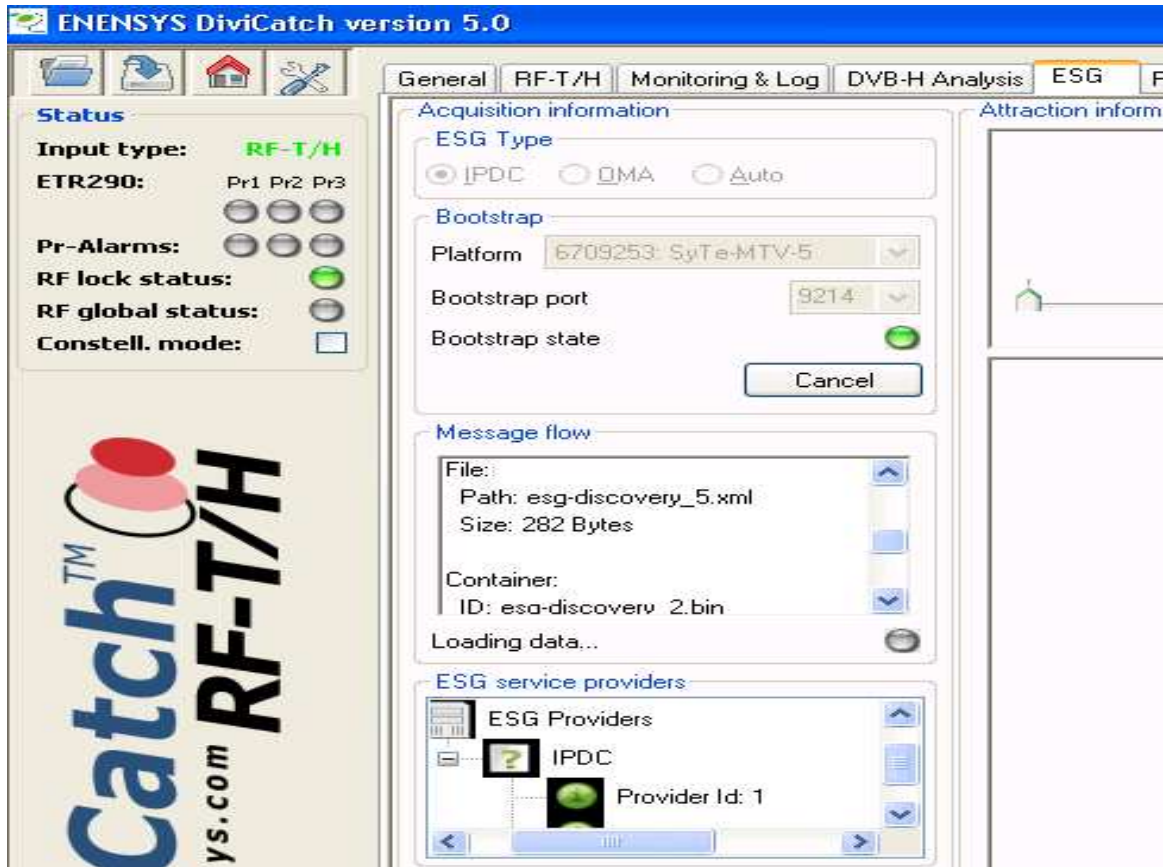 ENENSYS DiviCatch version 5.0
General RF-T/H Monitoring & Log DVB-H Analysis ESG
Status
Input type: RF-T/H
ETR290: Pr1 Pr2 Pr3
Pr-Alarms:
RF lock status:
RF global status:
Constell. mode:
Catch™ RF-T/H
ys.com
Acquisition information
ESG Type
IPDC OMA Auto
Bootstrap
Platform 6709253: SyTe-MTV-5
Bootstrap port 9214
Bootstrap state
Cancel
Message flow
File:
Path: esg-discovery_5.xml
Size: 282 Bytes
Container:
ID: esg-discovery_2.bin
Loading data...
ESG service providers
ESG Providers
IPDC
Provider Id: 1
Attraction inform